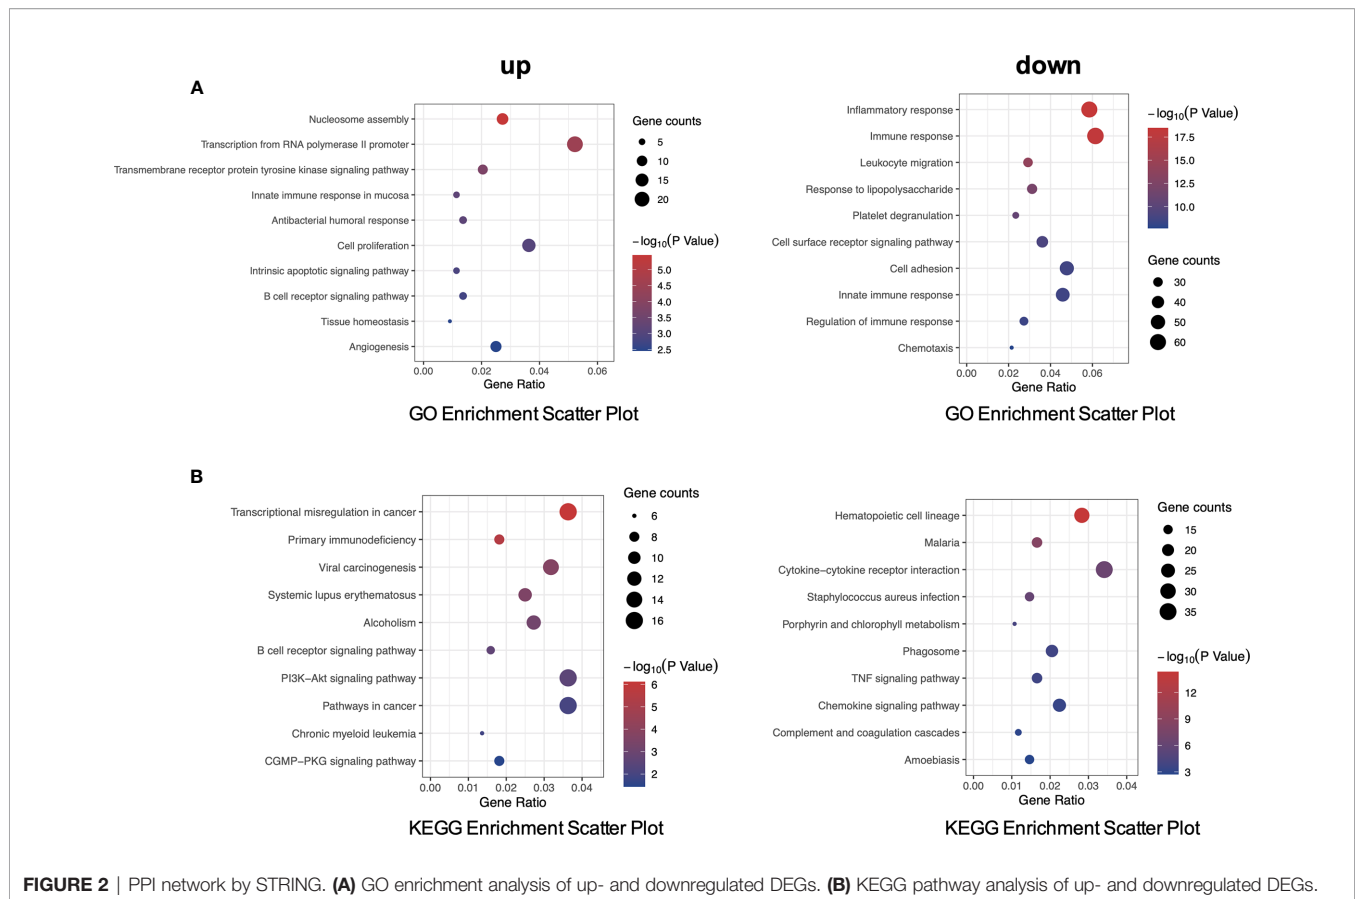 up
down
A
Nucleosome assembly
Transcription from RNA polymerase II promoter
Transmembrane receptor protein tyrosine kinase signaling pathway
Innate immune response in mucosa
Antibacterial humoral response
Cell proliferation
Intrinsic apoptotic signaling pathway
B cell receptor signaling pathway
Tissue homeostasis
Angiogenesis
0.00 0.02 0.04 0.06
Gene Ratio
GO Enrichment Scatter Plot
Gene counts
5
10
15
20
−log10(P Value)
5.0
4.5
4.0
3.5
3.0
2.5
Inflammatory response
Immune response
Leukocyte migration
Response to lipopolysaccharide
Platelet degranulation
Cell surface receptor signaling pathway
Cell adhesion
Innate immune response
Regulation of immune response
Chemotaxis
0.00 0.02 0.04 0.06
Gene Ratio
GO Enrichment Scatter Plot
−log10(P Value)
17.5
15.0
12.5
10.0
Gene counts
30
40
50
60
B
Transcriptional misregulation in cancer
Primary immunodeficiency
Viral carcinogenesis
Systemic lupus erythematosus
Alcoholism
B cell receptor signaling pathway
PI3K−Akt signaling pathway
Pathways in cancer
Chronic myeloid leukemia
CGMP−PKG signaling pathway
0.00 0.01 0.02 0.03 0.04
Gene Ratio
KEGG Enrichment Scatter Plot
Gene counts
6
8
10
12
14
16
−log10(P Value)
6
5
4
3
2
Hematopoietic cell lineage
Malaria
Cytokine−cytokine receptor interaction
Staphylococcus aureus infection
Porphyrin and chlorophyll metabolism
Phagosome
TNF signaling pathway
Chemokine signaling pathway
Complement and coagulation cascades
Amoebiasis
0.00 0.01 0.02 0.03 0.04
Gene Ratio
KEGG Enrichment Scatter Plot
Gene counts
15
20
25
30
35
−log10(P Value)
12
9
6
3
FIGURE 2 | PPI network by STRING. (A) GO enrichment analysis of up- and downregulated DEGs. (B) KEGG pathway analysis of up- and downregulated DEGs.